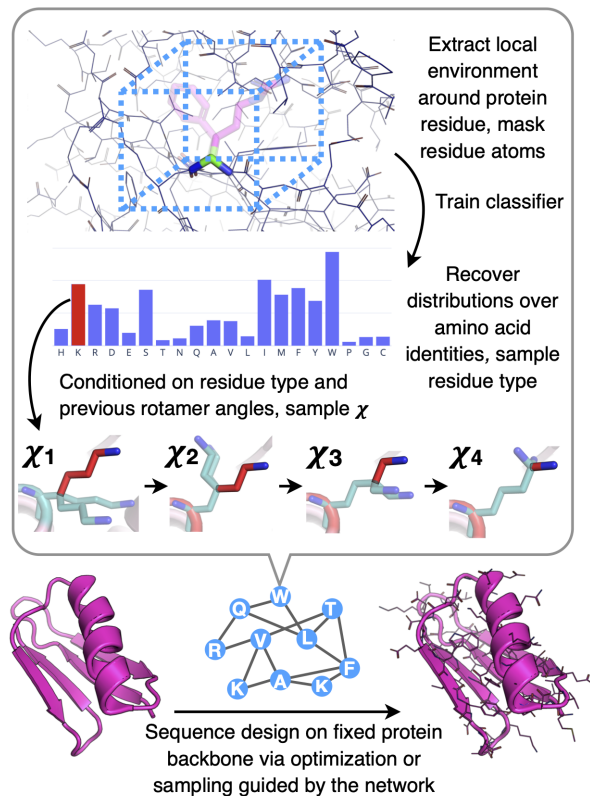 Extract local
environment
around protein
residue, mask
residue atoms
Train classifier
Recover
distributions over
amino acid
identities, sample
residue type
H K R D E S T N Q A V L I M F Y W P G C
Conditioned on residue type and
previous rotamer angles, sample χ
χ1 χ2 χ3 χ4
W
Q T
V L
R
F
K A K
Sequence design on fixed protein
backbone via optimization or
sampling guided by the network